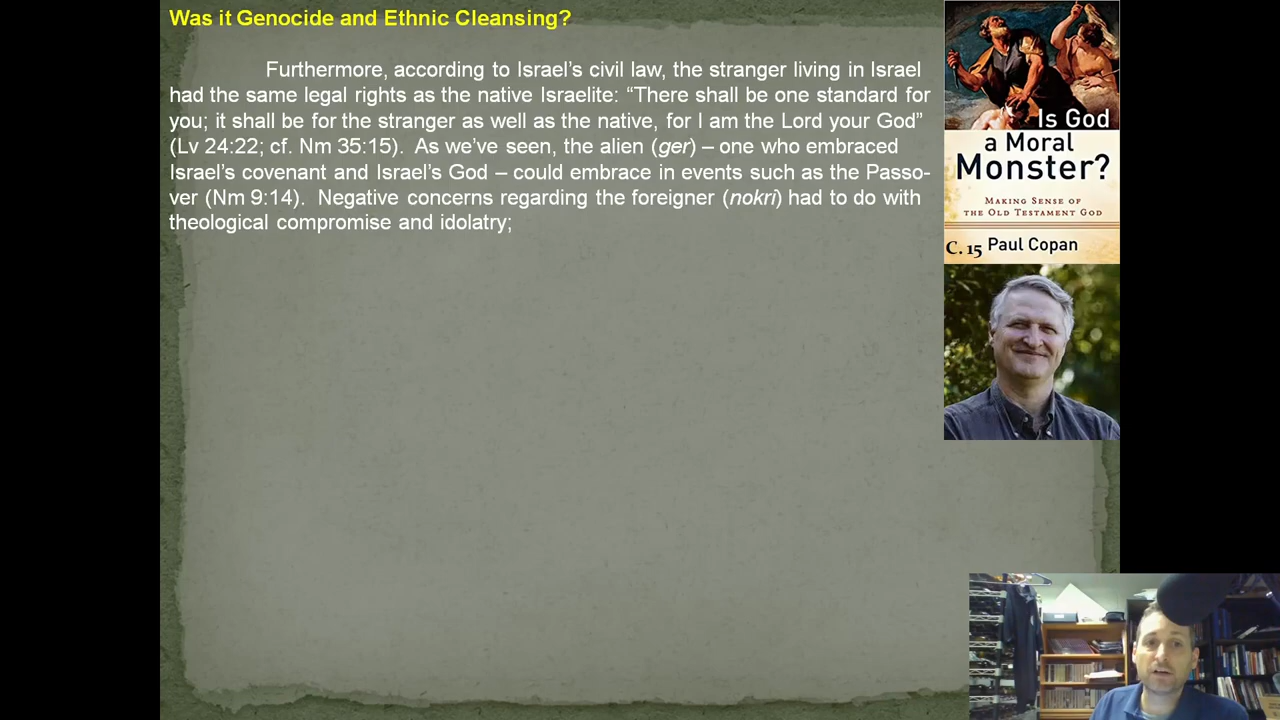 Was it Genocide and Ethnic Cleansing?
Furthermore, according to Israel’s civil law, the stranger living in Israel
had the same legal rights as the native Israelite: “There shall be one standard for
you; it shall be for the stranger as well as the native, for I am the Lord your God”
(Lv 24:22; cf. Nm 35:15).  As we’ve seen, the alien (ger) – one who embraced
Israel’s covenant and Israel’s God – could embrace in events such as the Passo-
ver (Nm 9:14).  Negative concerns regarding the foreigner (nokri) had to do with
theological compromise and idolatry;
Is God
a Moral
Monster?
MAKING SENSE OF
THE OLD TESTAMENT GOD
C. 15 Paul Copan